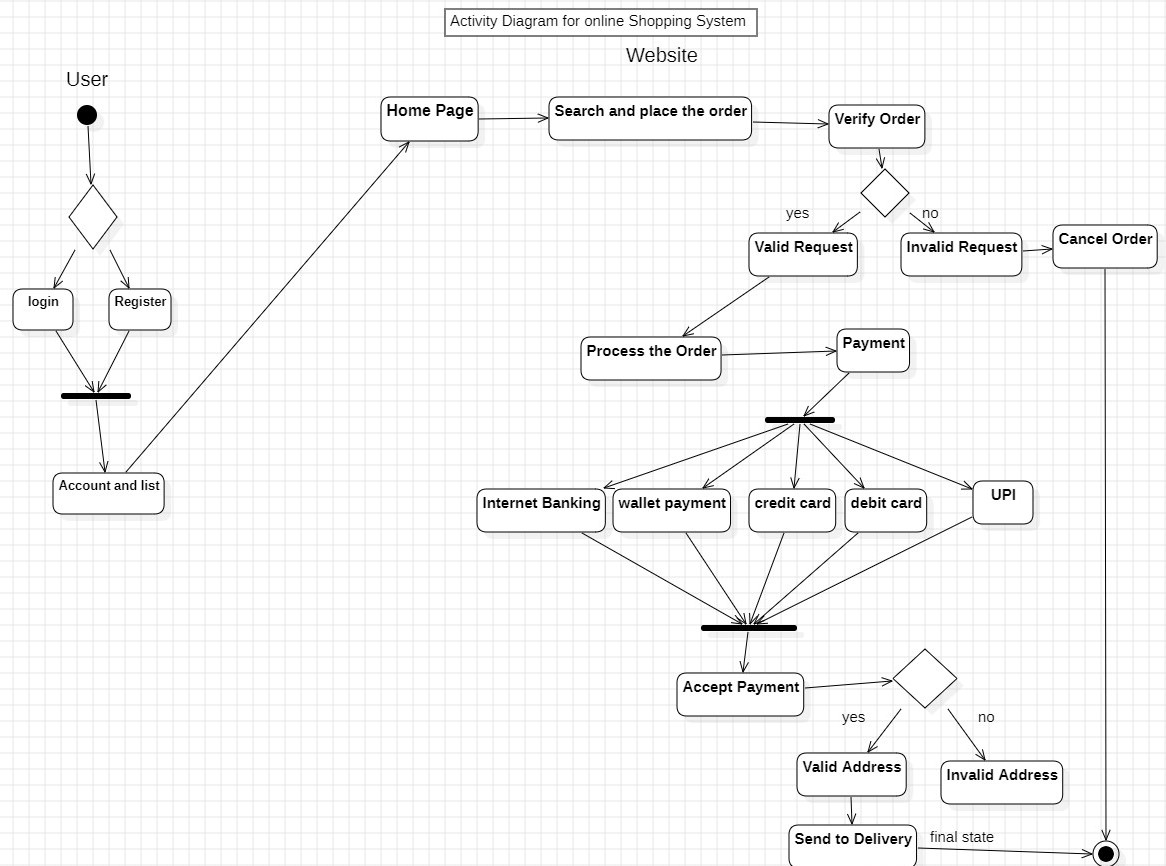 Activity Diagram for online Shopping System
Website
User
Home Page
Search and place the order
Verify Order
yes
no
Valid Request
Invalid Request
Cancel Order
login
Register
Process the Order
Payment
Account and list
Internet Banking
wallet payment
credit card
debit card
UPI
Accept Payment
yes
no
Valid Address
Invalid Address
Send to Delivery
final state